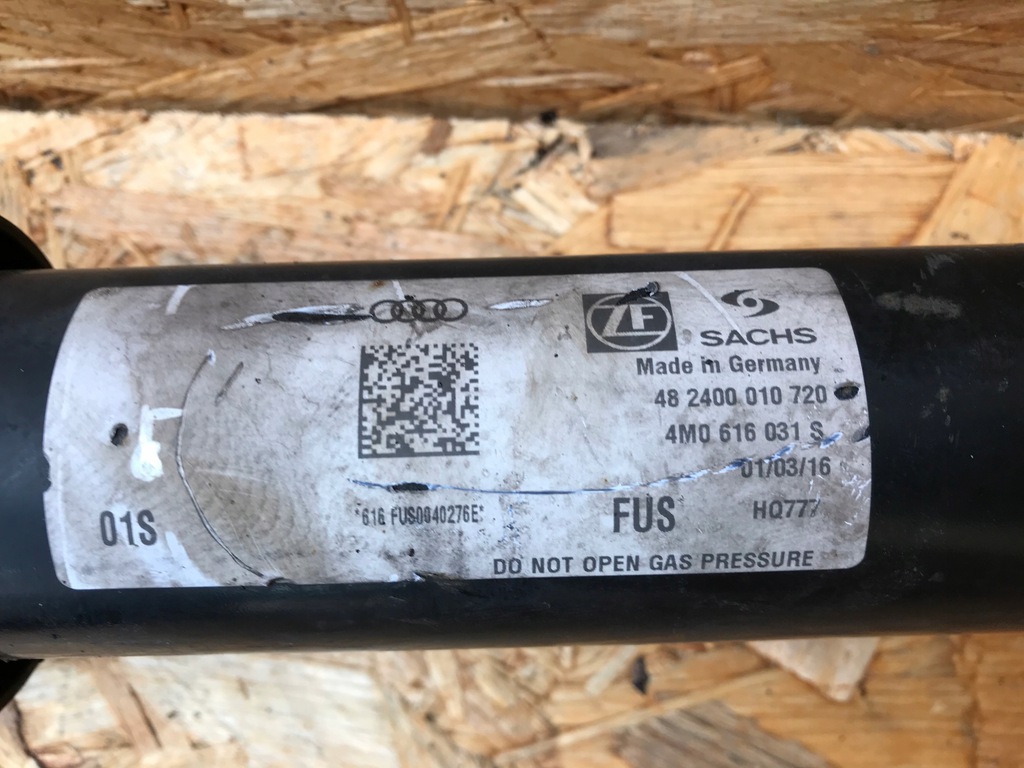 ZF
SACHS
Made in Germany
48 2400 010 720
4M0 616 031 S
01/03/16
01S
*616 FUS0040276E*
FUS
HQ777
DO NOT OPEN GAS PRESSURE